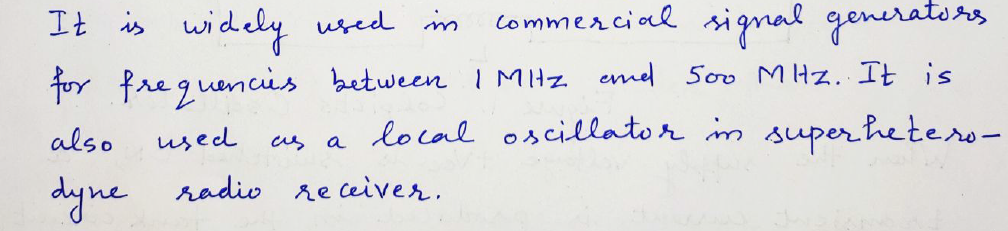 It is widely used in commercial signal generators
for frequencies between 1 MHz and 500 MHz. It is
also used as a local oscillator in superhetero-
dyne radio receiver.